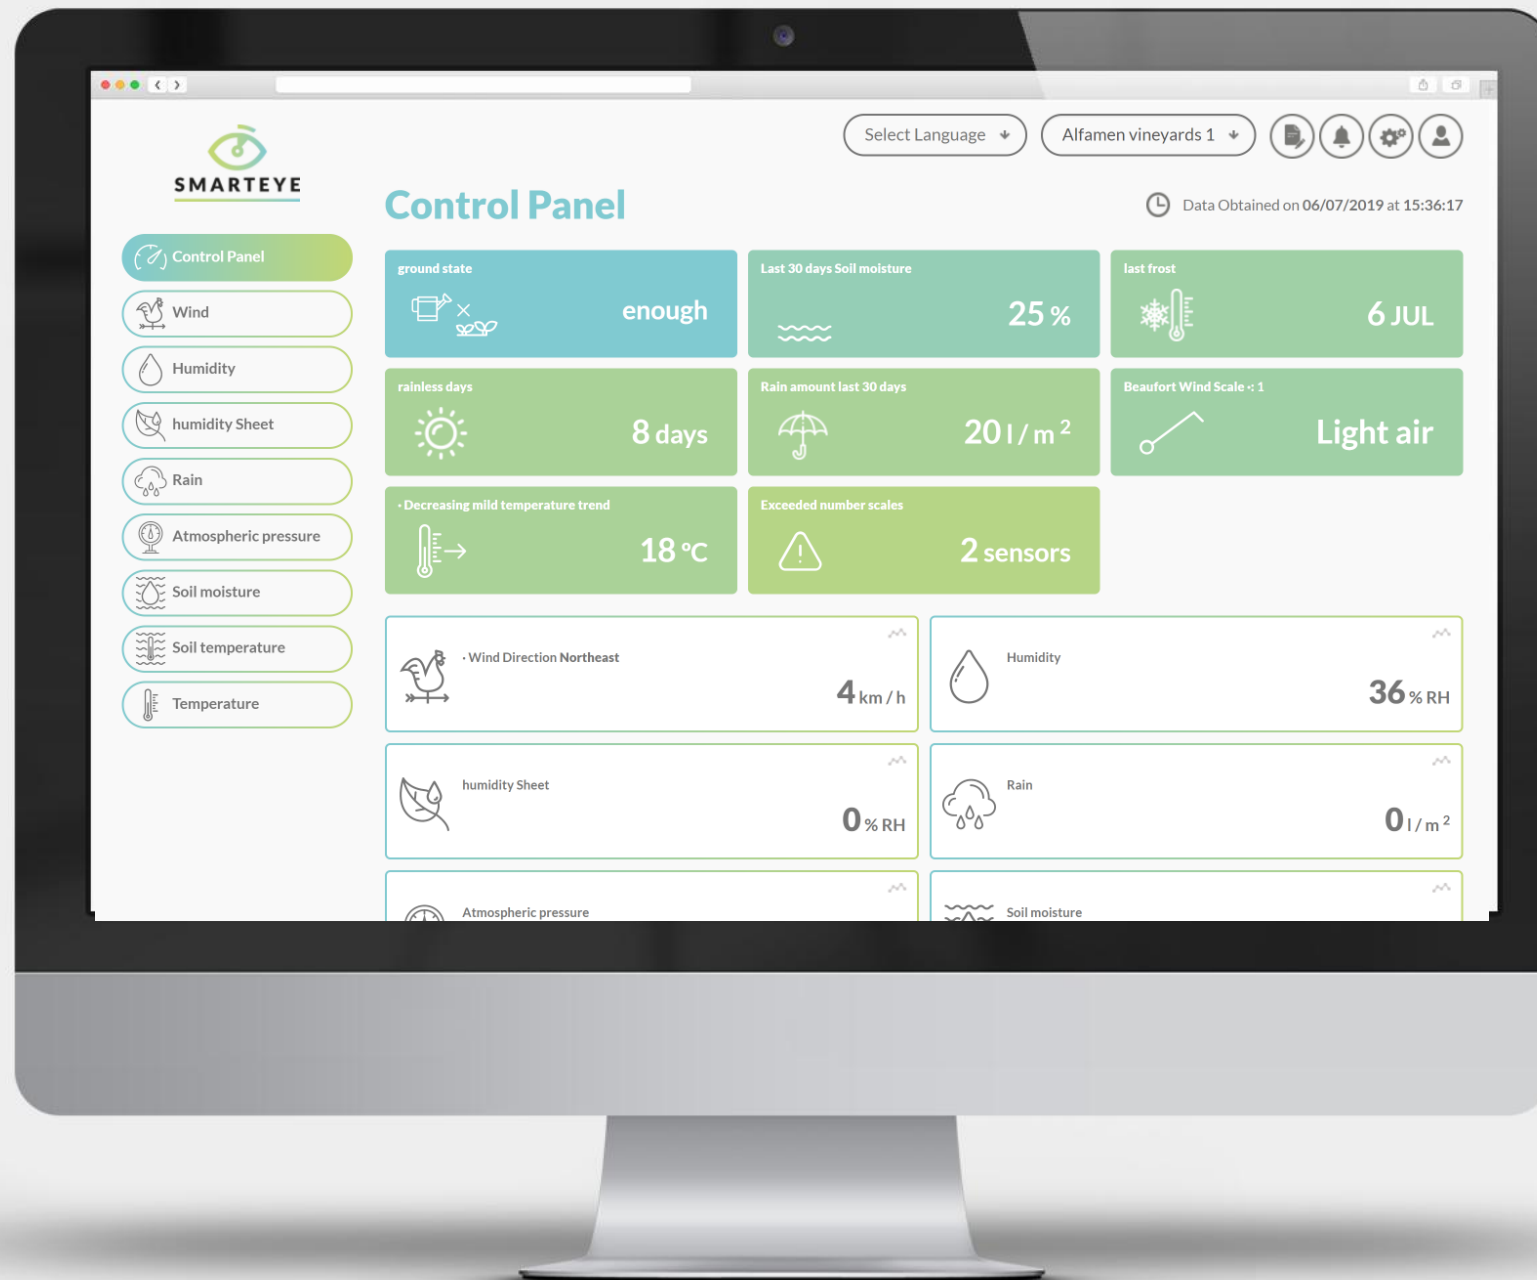 Select Language
Alfamen vineyards 1
SMARTEYE
Control Panel
Data Obtained on 06/07/2019 at 15:36:17
Control Panel
Wind
Humidity
humidity Sheet
Rain
Atmospheric pressure
Soil moisture
Soil temperature
Temperature
ground state
enough
Last 30 days Soil moisture
25 %
last frost
6 JUL
rainless days
8 days
Rain amount last 30 days
20 l / m 2
Beaufort Wind Scale -: 1
Light air
· Decreasing mild temperature trend
18 ºC
Exceeded number scales
2 sensors
· Wind Direction Northeast
4 km / h
Humidity
36 % RH
humidity Sheet
0 % RH
Rain
0 l / m 2
Atmospheric pressure
Soil moisture